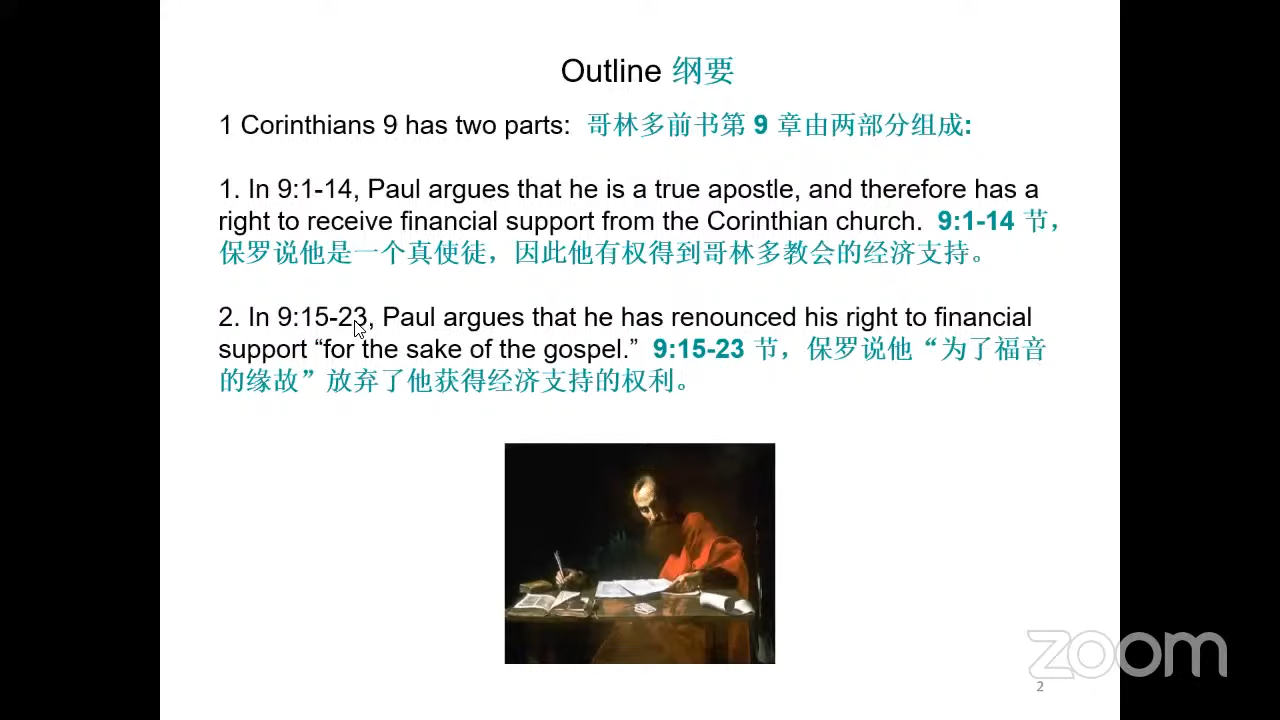 Outline 纲要
1 Corinthians 9 has two parts: 哥林多前书第 9 章由两部分组成:
1. In 9:1-14, Paul argues that he is a true apostle, and therefore has a
right to receive financial support from the Corinthian church. 9:1-14 节，
保罗说他是一个真使徒，因此他有权得到哥林多教会的经济支持。
2. In 9:15-23, Paul argues that he has renounced his right to financial
support “for the sake of the gospel.” 9:15-23 节，保罗说他“为了福音
的缘故”放弃了他获得经济支持的权利。
zoom
2